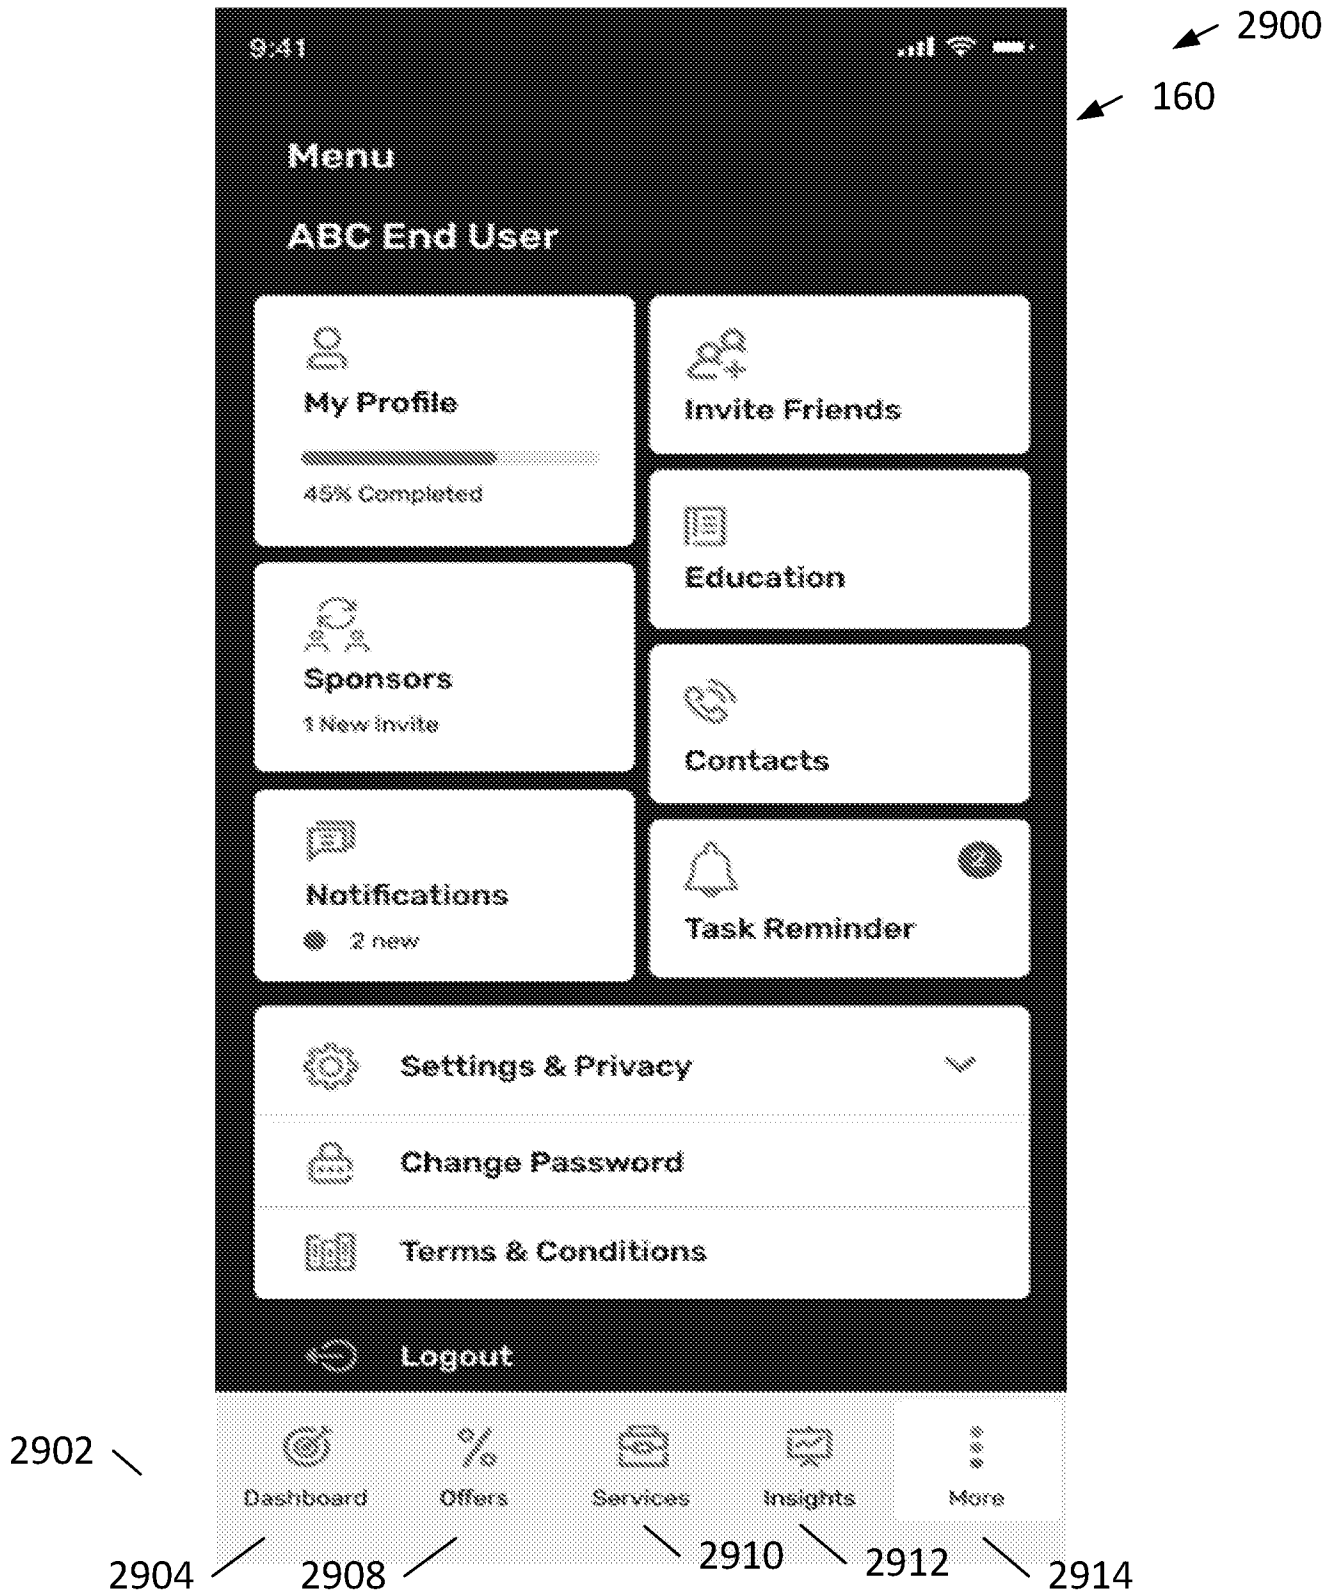 2900
9:41
160
Menu
ABC End User
My Profile
45% Completed
Invite Friends
Education
Sponsors
1 New invite
Contacts
Notifications
2 new
2
Task Reminder
Settings & Privacy
Change Password
Terms & Conditions
Logout
2902
Dashboard
Offers
Services
Insights
More
2904
2908
2910
2912
2914